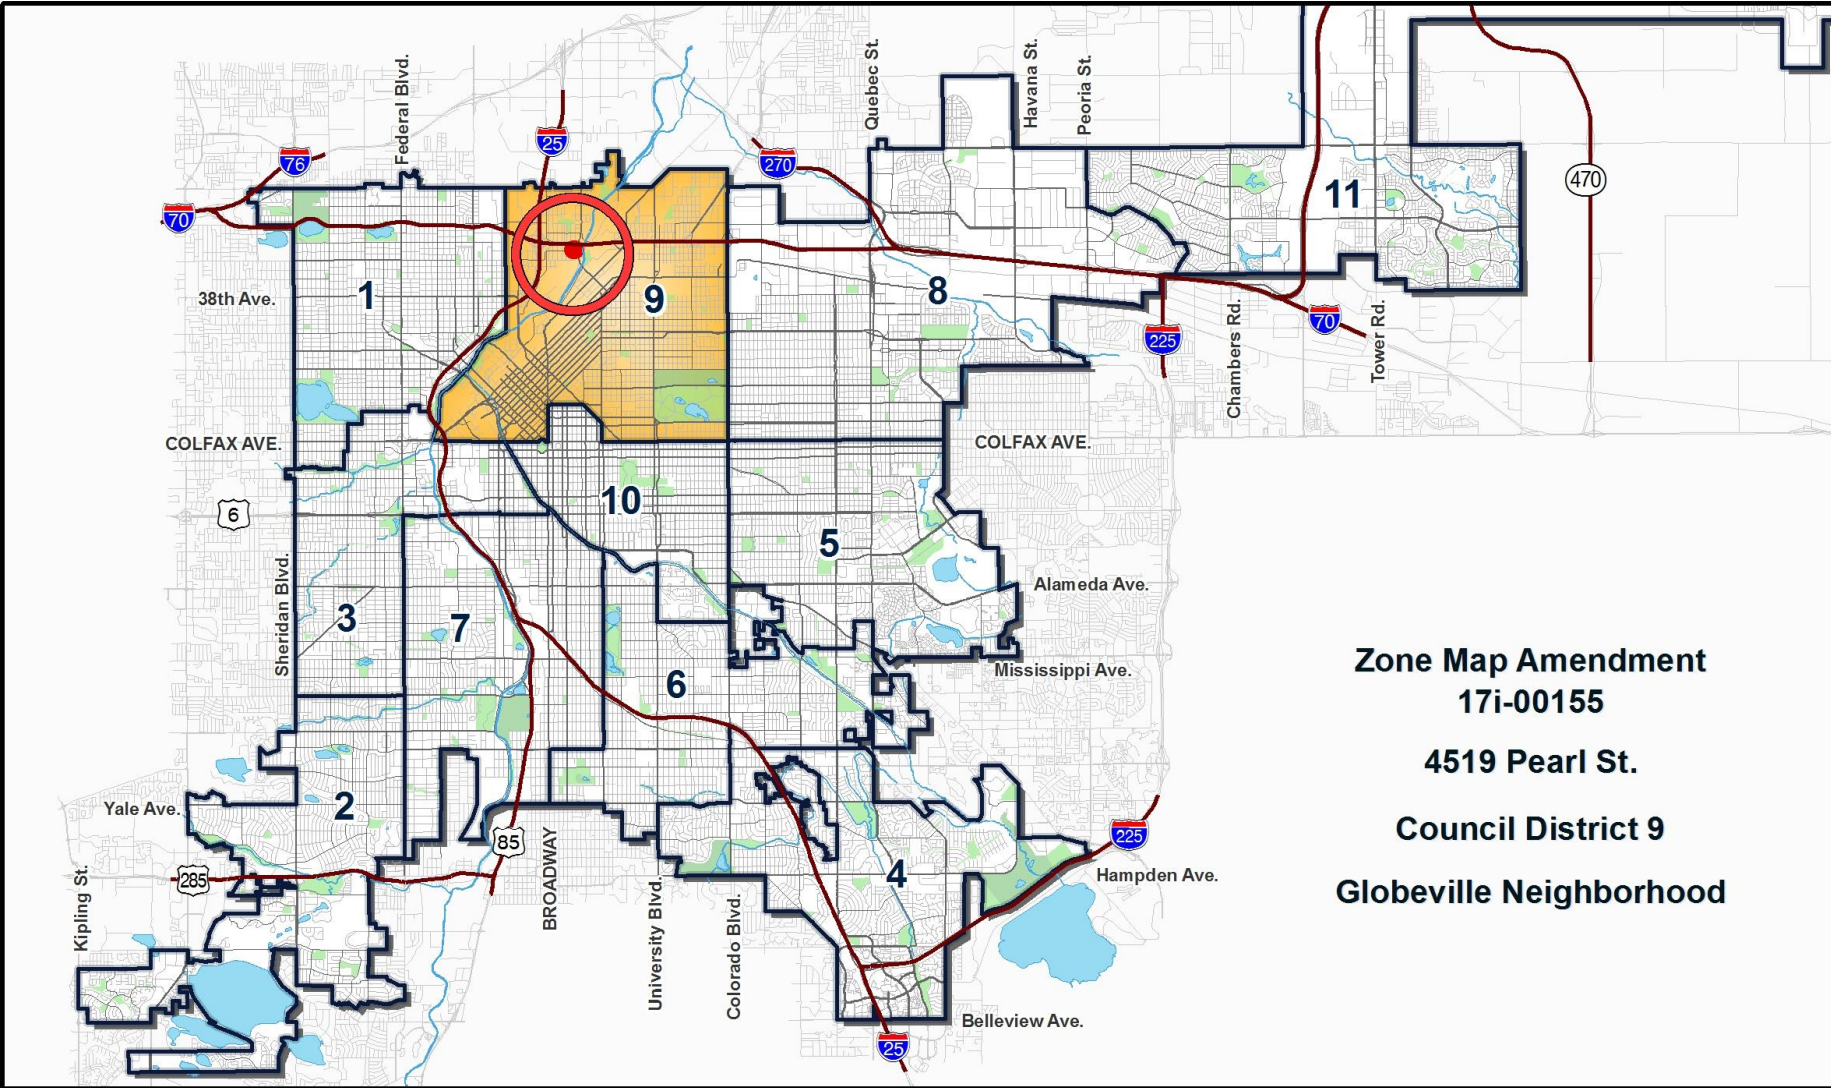 Federal Blvd.
Quebec St.
Havana St.
Peoria St.
76
25
270
70
470
11
1
9
8
38th Ave.
225
70
Chambers Rd.
Tower Rd.
COLFAX AVE.
COLFAX AVE.
6
10
5
Sheridan Blvd.
Alameda Ave.
3
7
6
Mississippi Ave.
Zone Map Amendment
17i-00155
4519 Pearl St.
Council District 9
Globeville Neighborhood
Yale Ave.
2
85
225
285
4
Hampden Ave.
Kipling St.
BROADWAY
University Blvd.
Colorado Blvd.
Belleview Ave.
25